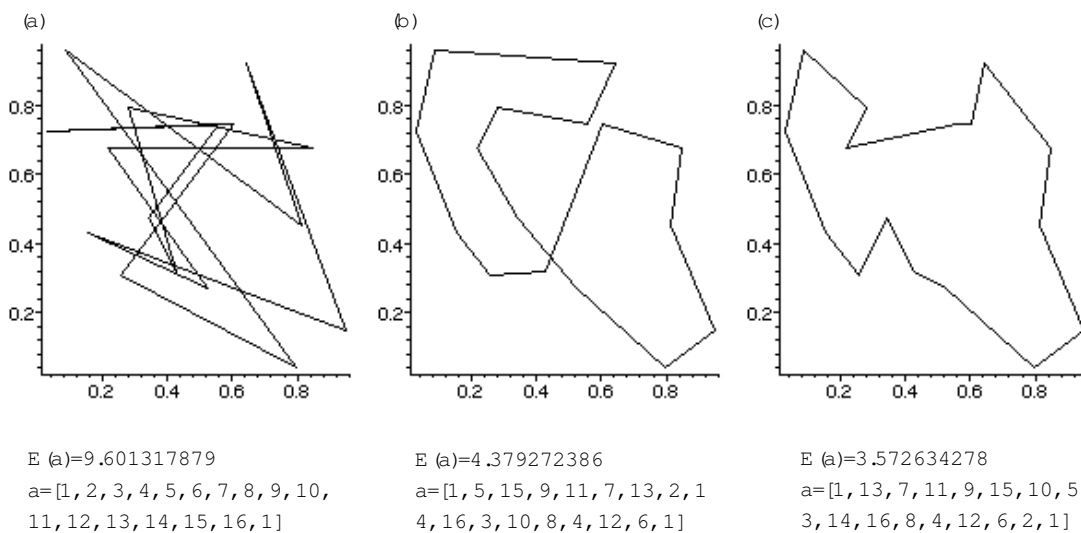 (a)
(b)
(c)
0.8
0.6
0.4
0.2
0.2 0.4 0.6 0.8
0.8
0.6
0.4
0.2
0.2 0.4 0.6 0.8
0.8
0.6
0.4
0.2
0.2 0.4 0.6 0.8
E(a)=9.601317879
a=[1,2,3,4,5,6,7,8,9,10,
11,12,13,14,15,16,1]
E(a)=4.379272386
a=[1,5,15,9,11,7,13,2,1
4,16,3,10,8,4,12,6,1]
E(a)=3.572634278
a=[1,13,7,11,9,15,10,5
3,14,16,8,4,12,6,2,1]